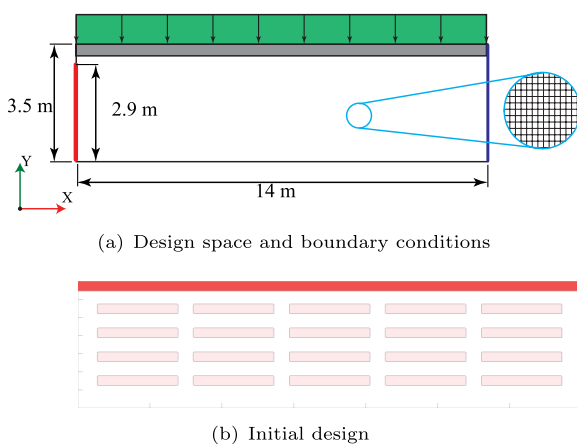 3.5 m
2.9 m
Y
X
14 m
(a) Design space and boundary conditions
(b) Initial design